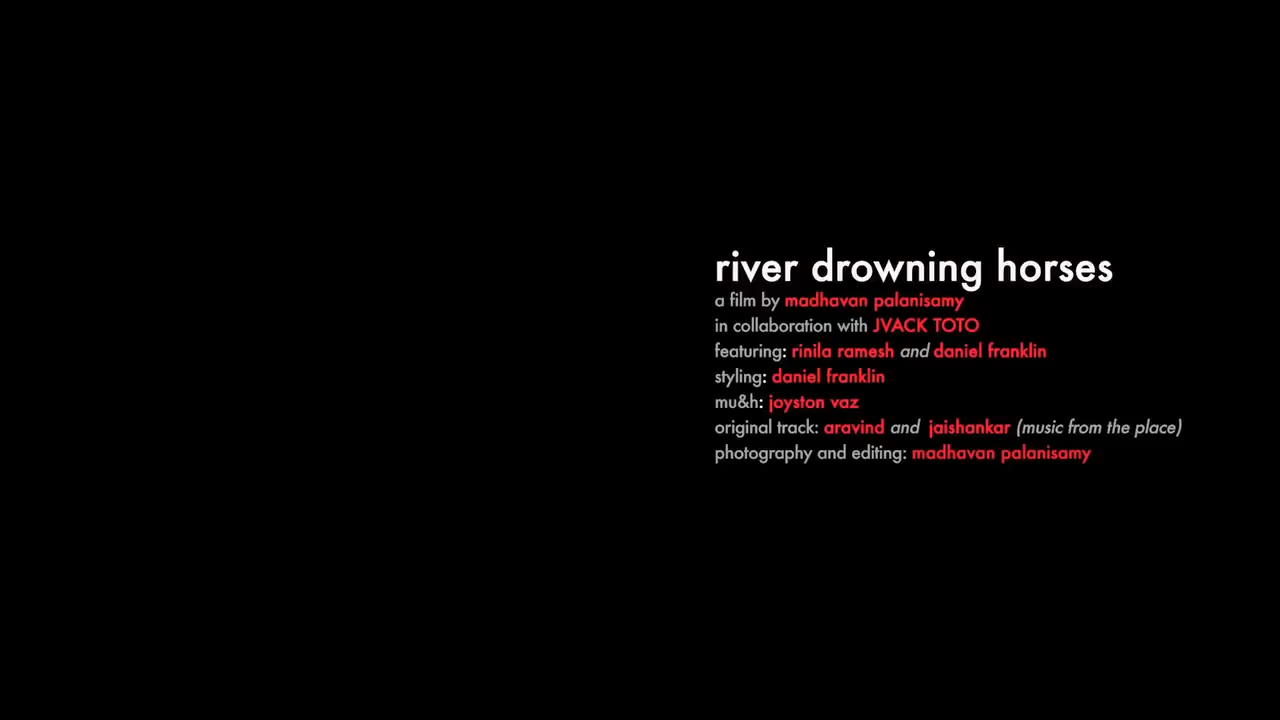 river drowning horses
a film by madhavan palanisamy
in collaboration with JVACK TOTO
featuring: rinila ramesh and daniel franklin
styling: daniel franklin
mu&h: joyston vaz
original track: aravind and jaishankar (music from the place)
photography and editing: madhavan palanisamy